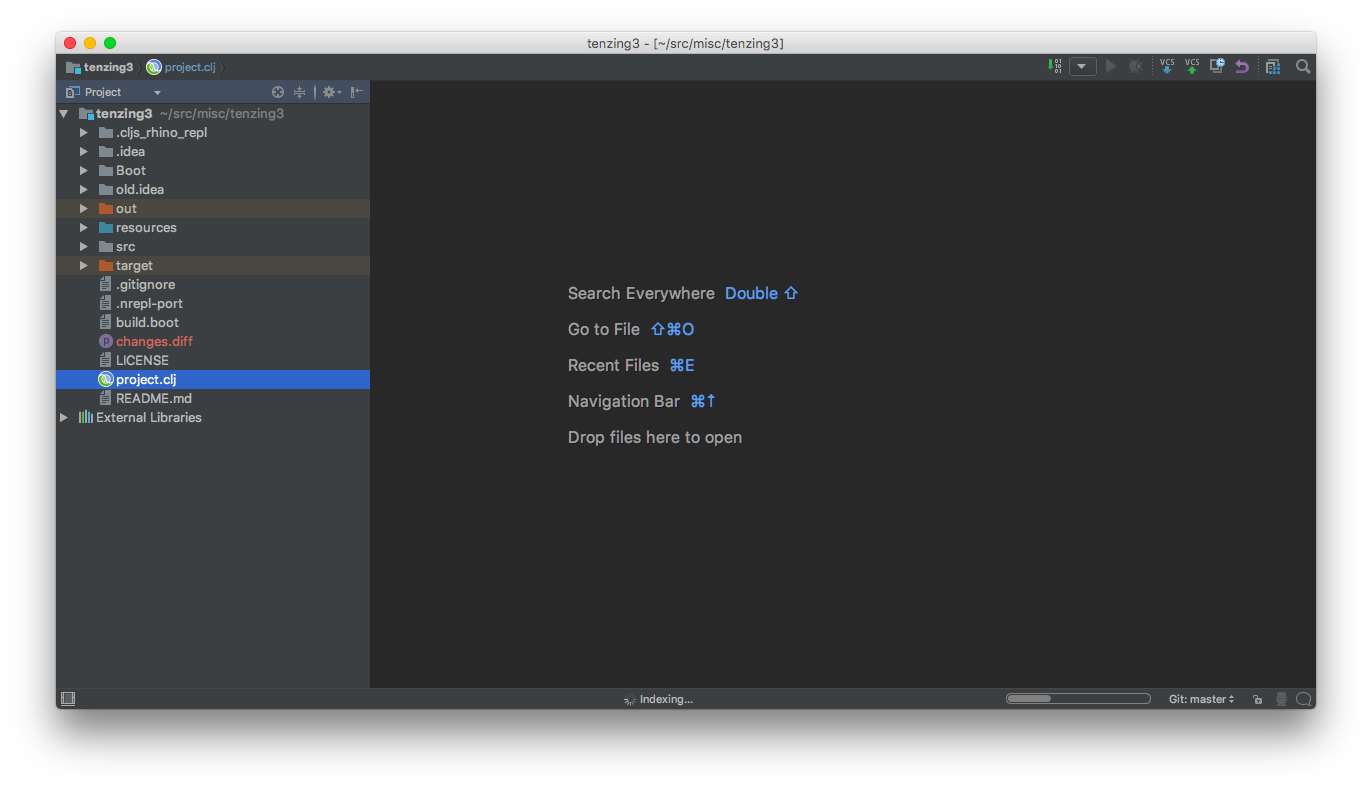 tenzing3 - [~/src/misc/tenzing3]
tenzing3 project.clj
VCS VCS
Project
tenzing3 ~/src/misc/tenzing3
.cljs_rhino_repl
.idea
Boot
old.idea
out
resources
src
target
.gitignore
.nrepl-port
build.boot
changes.diff
LICENSE
project.clj
README.md
External Libraries
Search Everywhere Double ⇧
Go to File ⇧⌘O
Recent Files ⌘E
Navigation Bar ⌘↑
Drop files here to open
Indexing...
Git: master